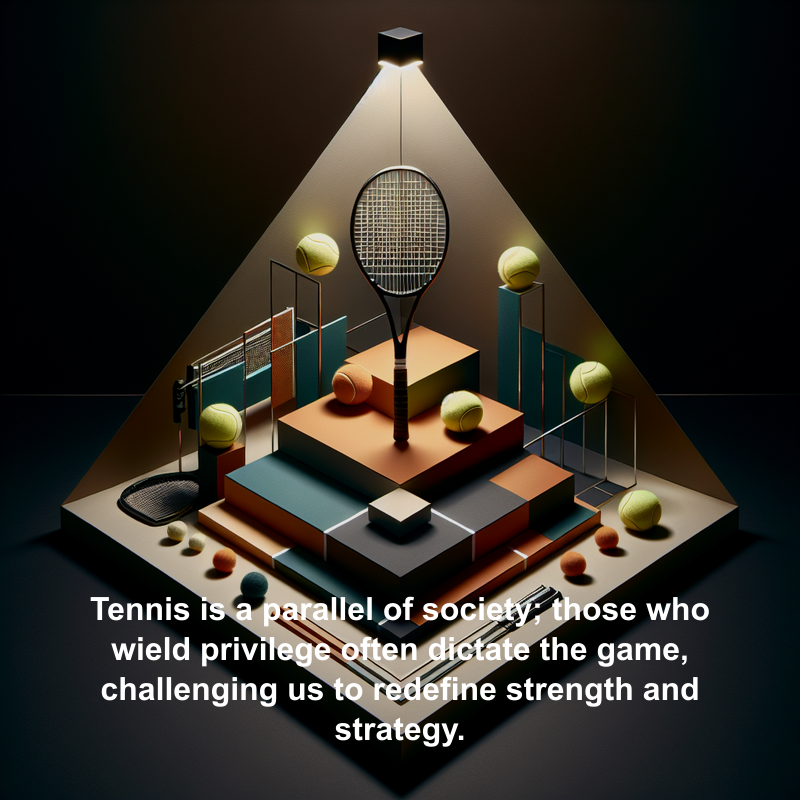 Tennis is a parallel of society; those who
wield privilege often dictate the game,
challenging us to redefine strength and
strategy.